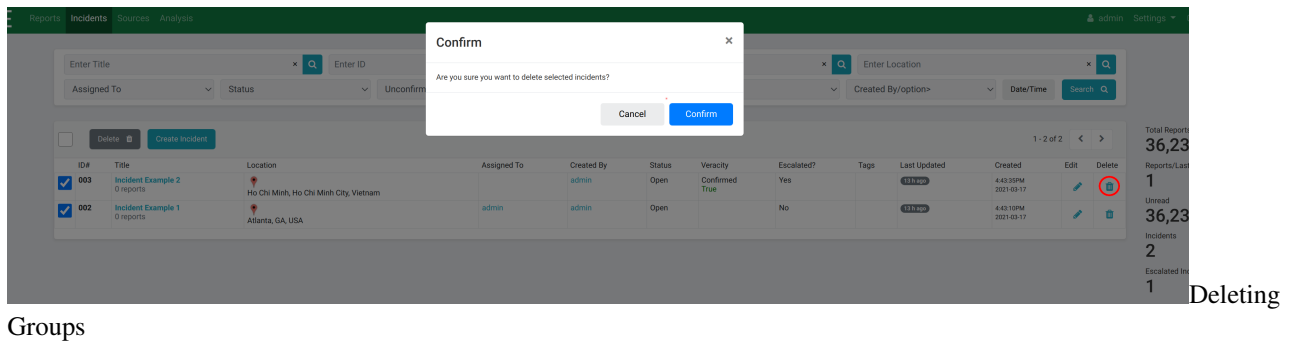 Reports Incidents Sources Analysis admin Settings
Confirm ×
Enter Title × Enter ID × Enter Location ×
Are you sure you want to delete selected incidents?
Assigned To Status Unconfirm Created By/option> Date/Time Search
Cancel Confirm
Delete Create Incident 1 - 2 of 2 < >
Total Reports
36,23
ID# Title Location Assigned To Created By Status Veracity Escalated? Tags Last Updated Created Edit Delete
Reports/Las
003 Incident Example 2 admin Open Confirmed Yes 13 h ago 4:43:35PM
0 reports Ho Chi Minh, Ho Chi Minh City, Vietnam True 2021-03-17
1
Unread
002 Incident Example 1 admin admin Open No 13 h ago 4:43:10PM
0 reports Atlanta, GA, USA 2021-03-17
36,23
Incidents
2
Escalated In
1
Deleting
Groups